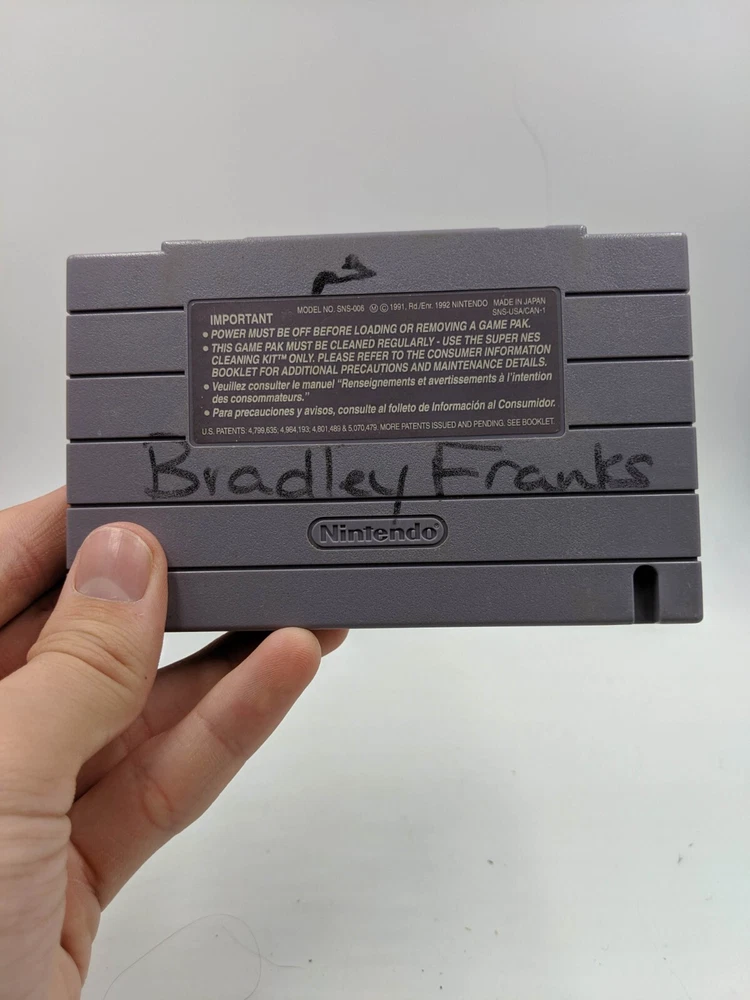 IMPORTANT
MODEL NO. SNS-006 Ⓜ © 1991, Rd./Enr. 1992 NINTENDO
MADE IN JAPAN
SNS-USA/CAN-1
• POWER MUST BE OFF BEFORE LOADING OR REMOVING A GAME PAK.
• THIS GAME PAK MUST BE CLEANED REGULARLY - USE THE SUPER NES
CLEANING KIT™ ONLY. PLEASE REFER TO THE CONSUMER INFORMATION
BOOKLET FOR ADDITIONAL PRECAUTIONS AND MAINTENANCE DETAILS.
• Veuillez consulter le manuel “Renseignements et avertissements à l’intention
des consommateurs.”
• Para precauciones y avisos, consulte al folleto de Información al Consumidor.
U.S. PATENTS: 4,799,635; 4,984,193; 4,801,489 & 5,070,479. MORE PATENTS ISSUED AND PENDING. SEE BOOKLET.
Bradley Franks
Nintendo®